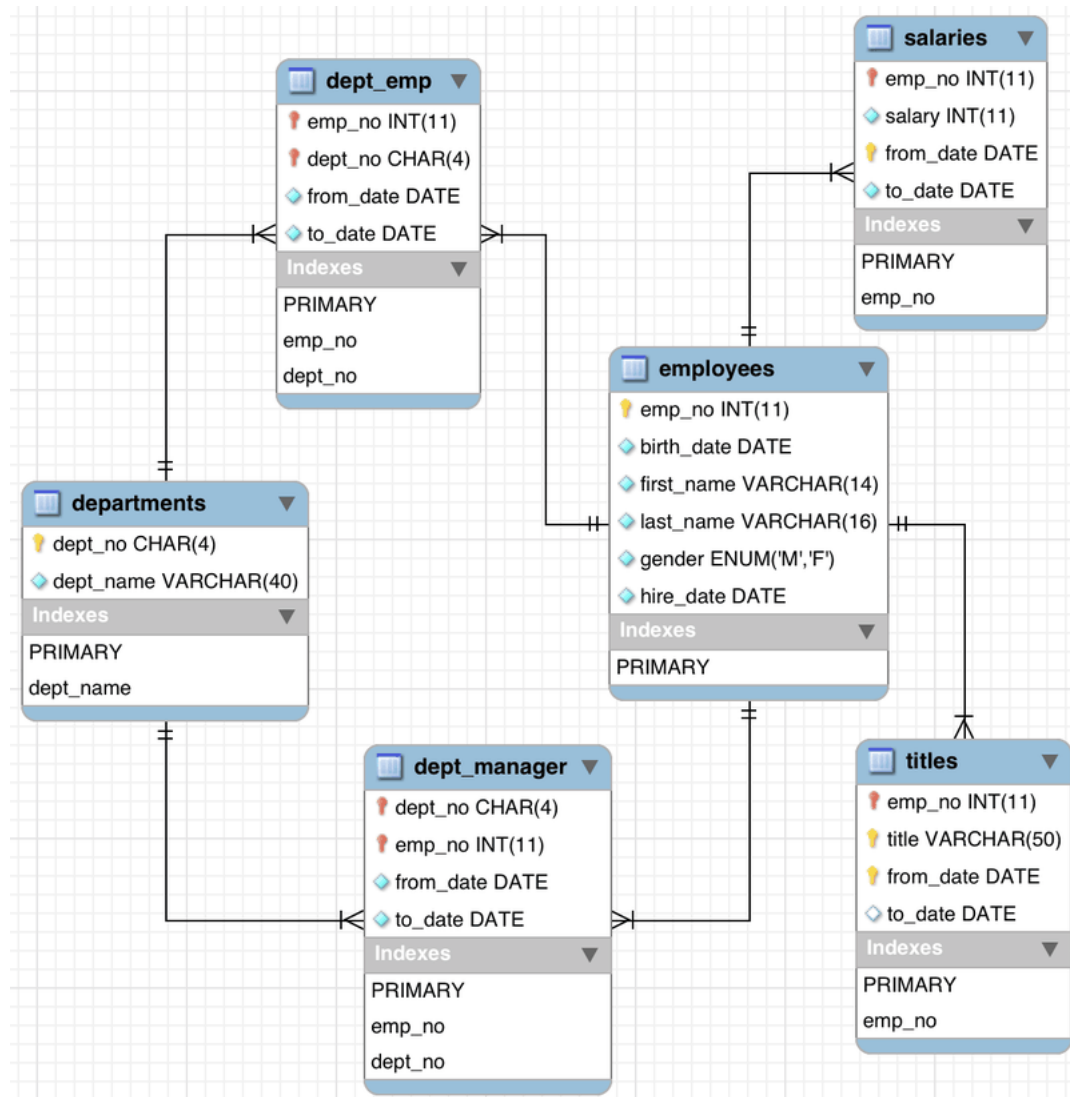 dept_emp
emp_no INT(11)
dept_no CHAR(4)
from_date DATE
to_date DATE
Indexes
PRIMARY
emp_no
dept_no
salaries
emp_no INT(11)
salary INT(11)
from_date DATE
to_date DATE
Indexes
PRIMARY
emp_no
departments
dept_no CHAR(4)
dept_name VARCHAR(40)
Indexes
PRIMARY
dept_name
employees
emp_no INT(11)
birth_date DATE
first_name VARCHAR(14)
last_name VARCHAR(16)
gender ENUM('M','F')
hire_date DATE
Indexes
PRIMARY
dept_manager
dept_no CHAR(4)
emp_no INT(11)
from_date DATE
to_date DATE
Indexes
PRIMARY
emp_no
dept_no
titles
emp_no INT(11)
title VARCHAR(50)
from_date DATE
to_date DATE
Indexes
PRIMARY
emp_no